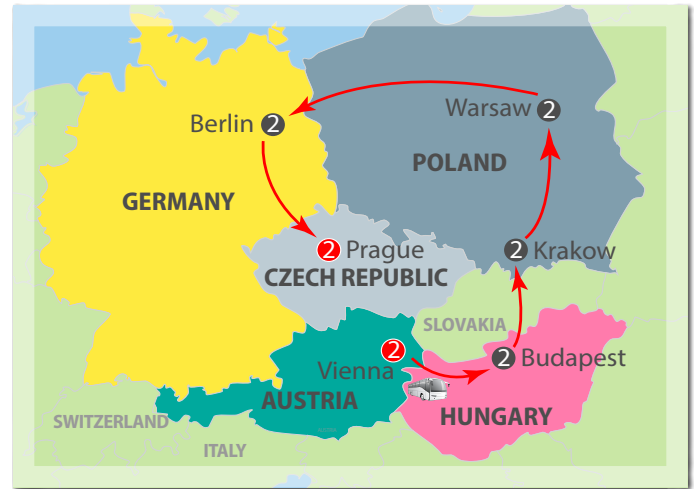 Warsaw 2
Berlin 2
POLAND
GERMANY
2 Prague
2 Krakow
CZECH REPUBLIC
SLOVAKIA
2
Vienna
2 Budapest
AUSTRIA
HUNGARY
SWITZERLAND
ITALY